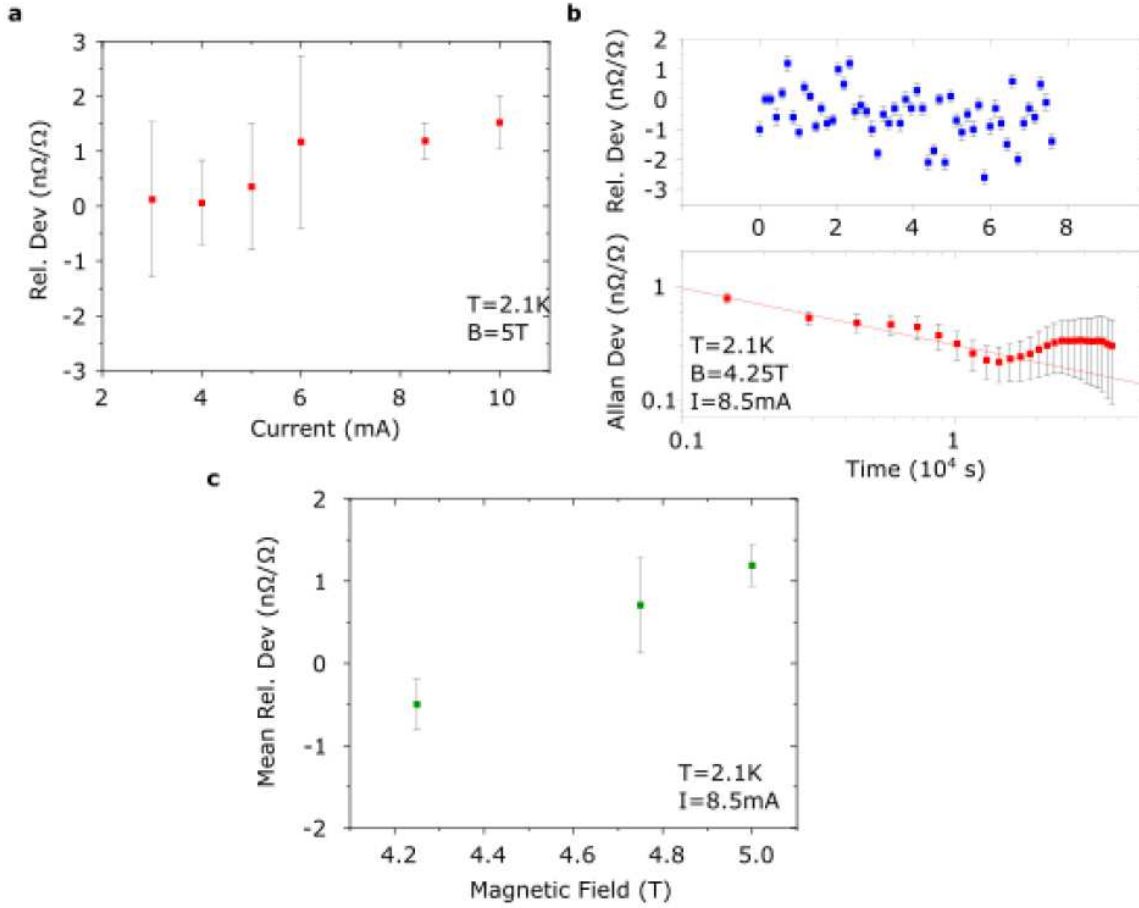 a
Rel. Dev (nΩ/Ω)
3
2
1
0
-1
-2
-3
2
4
6
8
10
Current (mA)
T=2.1K
B=5T
b
Rel. Dev (nΩ/Ω)
2
1
0
-1
-2
-3
0
2
4
6
8
Allan Dev (nΩ/Ω)
1
0.1
T=2.1K
B=4.25T
I=8.5mA
0.1
1
Time (10⁴ s)
c
Mean Rel. Dev (nΩ/Ω)
2
1
0
-1
-2
4.2
4.4
4.6
4.8
5.0
Magnetic Field (T)
T=2.1K
I=8.5mA